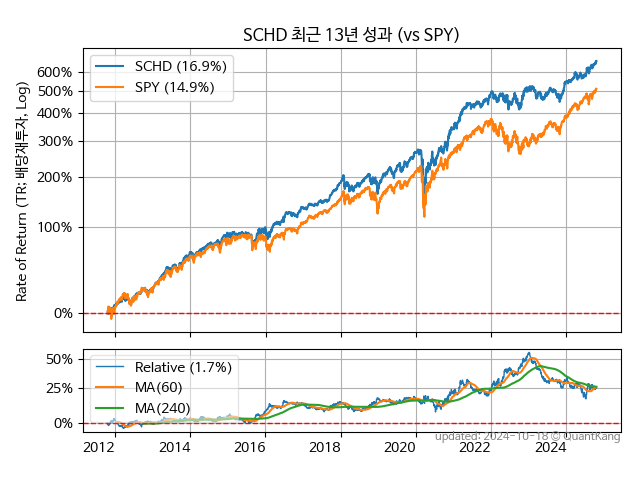 SCHD 최근 13년 성과 (vs SPY)
Rate of Return (TR: 배당재투자, Log)
600%
500%
400%
300%
200%
100%
0%
SCHD (16.9%)
SPY (14.9%)
50%
25%
0%
Relative (1.7%)
MA(60)
MA(240)
2012 2014 2016 2018 2020 2022 2024
updated: 2024-10-18 © QuantKang